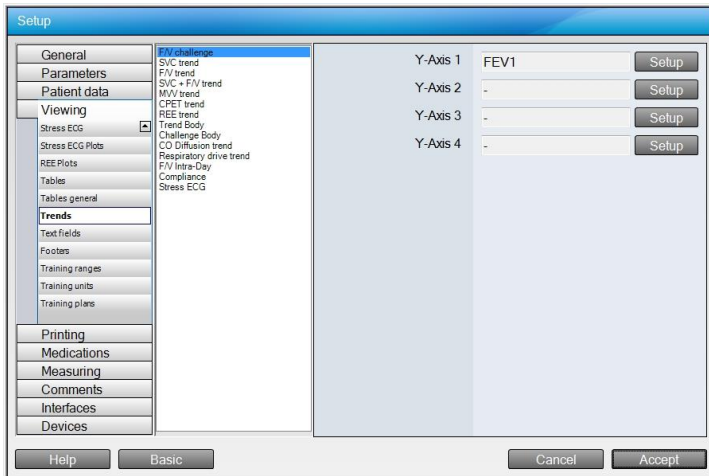 Setup
General
Parameters
Patient data
Viewing
Stress ECG
Stress ECG Plots
REE Plots
Tables
Tables general
Trends
Text fields
Footers
Training ranges
Training units
Training plans
Printing
Medications
Measuring
Comments
Interfaces
Devices
F/V challenge
SVC trend
F/V trend
SVC + F/V trend
MVV trend
CPET trend
REE trend
Trend Body
Challenge Body
CO Diffusion trend
Respiratory drive trend
F/V Intra-Day
Compliance
Stress ECG
Y-Axis 1 FEV1 Setup
Y-Axis 2 - Setup
Y-Axis 3 - Setup
Y-Axis 4 - Setup
Help Basic Cancel Accept